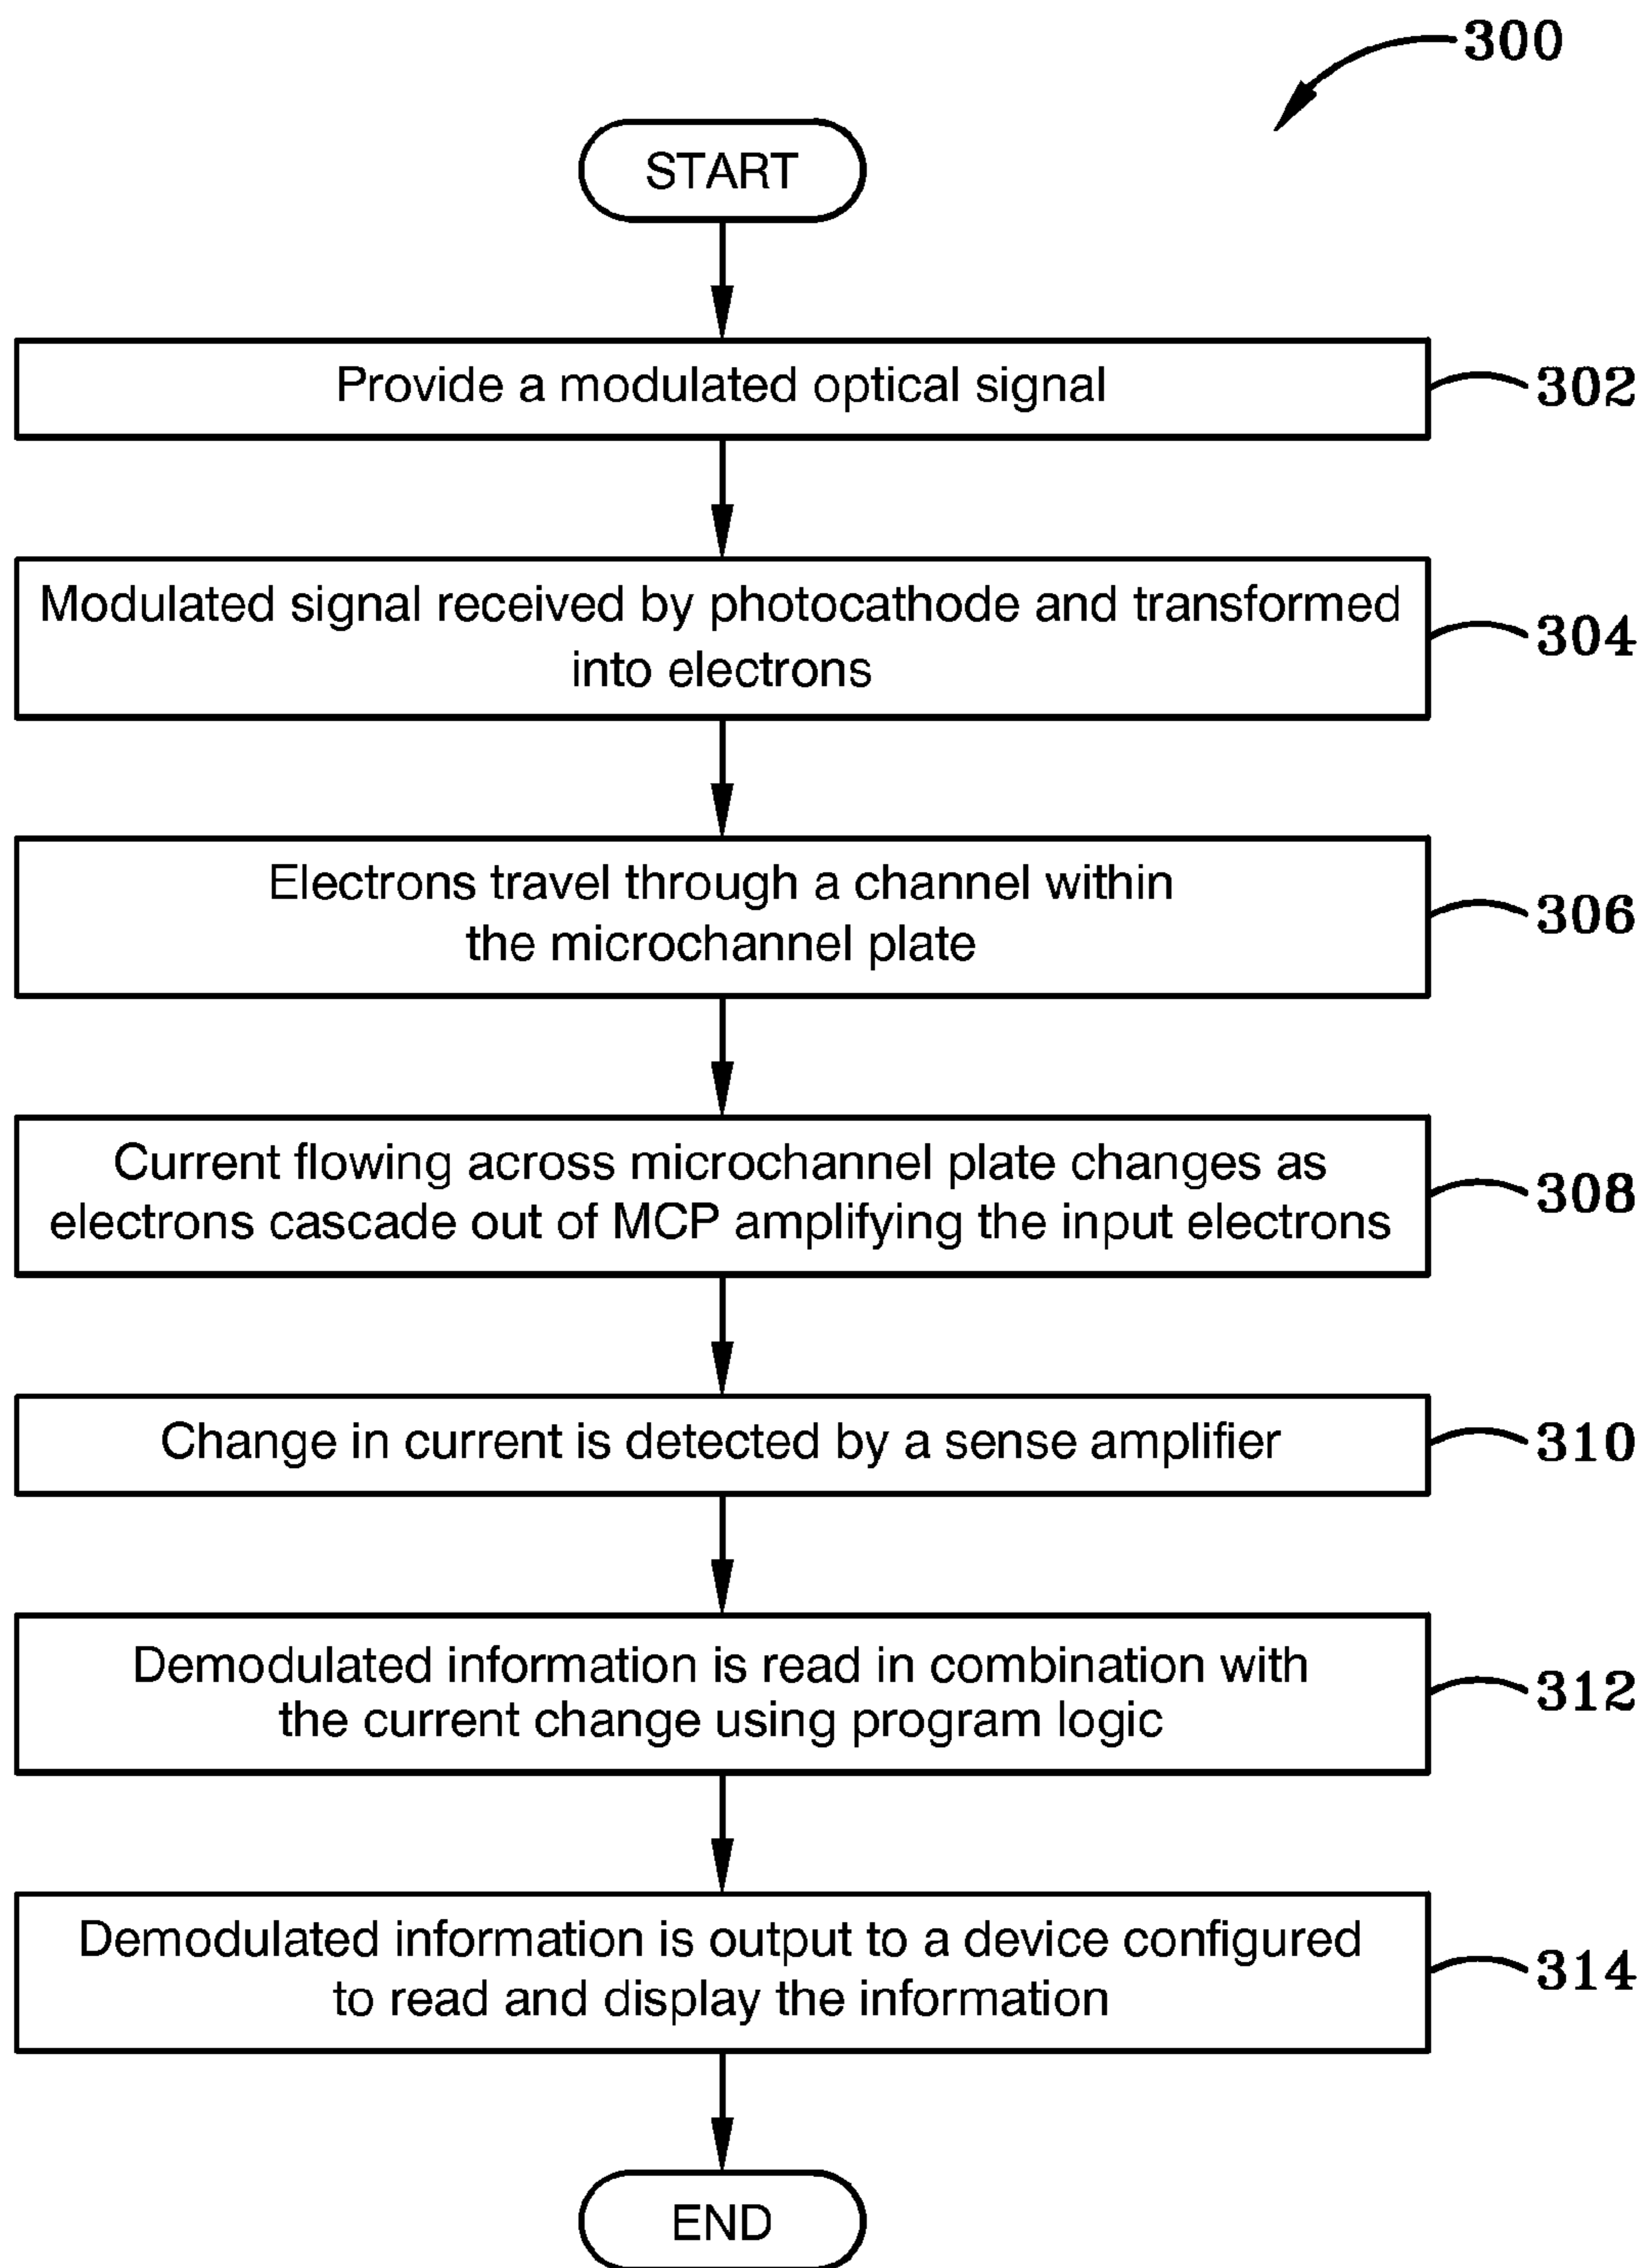 300
START
Provide a modulated optical signal
302
Modulated signal received by photocathode and transformed
into electrons
304
Electrons travel through a channel within
the microchannel plate
306
Current flowing across microchannel plate changes as
electrons cascade out of MCP amplifying the input electrons
308
Change in current is detected by a sense amplifier
310
Demodulated information is read in combination with
the current change using program logic
312
Demodulated information is output to a device configured
to read and display the information
314
END